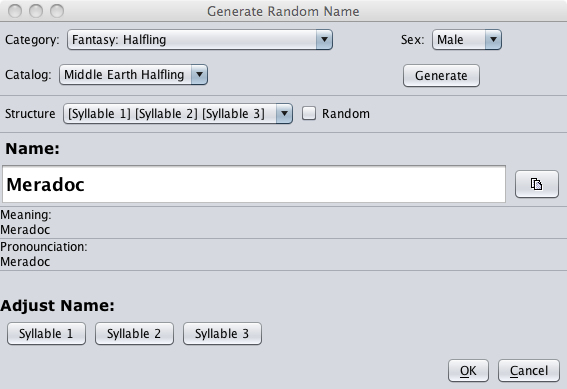 Generate Random Name
Category: Fantasy: Halfling Sex: Male
Catalog: Middle Earth Halfling Generate
Structure [Syllable 1] [Syllable 2] [Syllable 3] Random
Name:
Meradoc
Meaning:
Meradoc
Pronounciation:
Meradoc
Adjust Name:
Syllable 1 Syllable 2 Syllable 3
OK Cancel